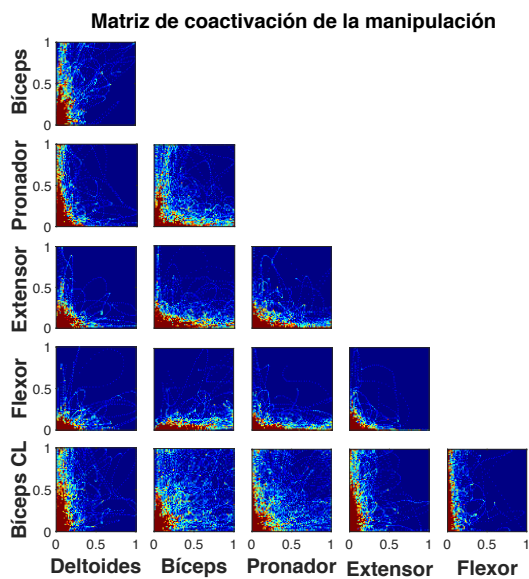 Matriz de coactivación de la manipulación
1
0.5
0
Bíceps
1
0.5
0
Pronador
1
0.5
0
Extensor
1
0.5
0
Flexor
1
0.5
0
Bíceps CL
0 0.5 1 0 0.5 1 0 0.5 1 0 0.5 1 0 0.5 1
Deltoides Bíceps Pronador Extensor Flexor